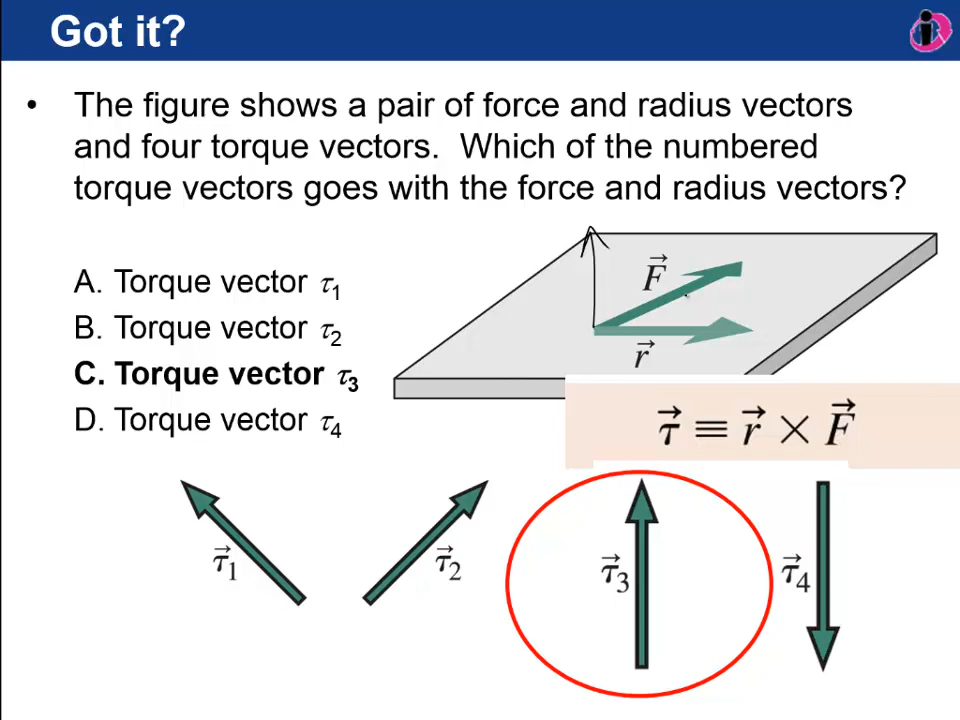 Got it?
• The figure shows a pair of force and radius vectors
and four torque vectors.  Which of the numbered
torque vectors goes with the force and radius vectors?
A. Torque vector τ₁
B. Torque vector τ₂
C. Torque vector τ₃
D. Torque vector τ₄
F⃗
r⃗
τ⃗ ≡ r⃗ × F⃗
τ⃗₁
τ⃗₂
τ⃗₃
τ⃗₄